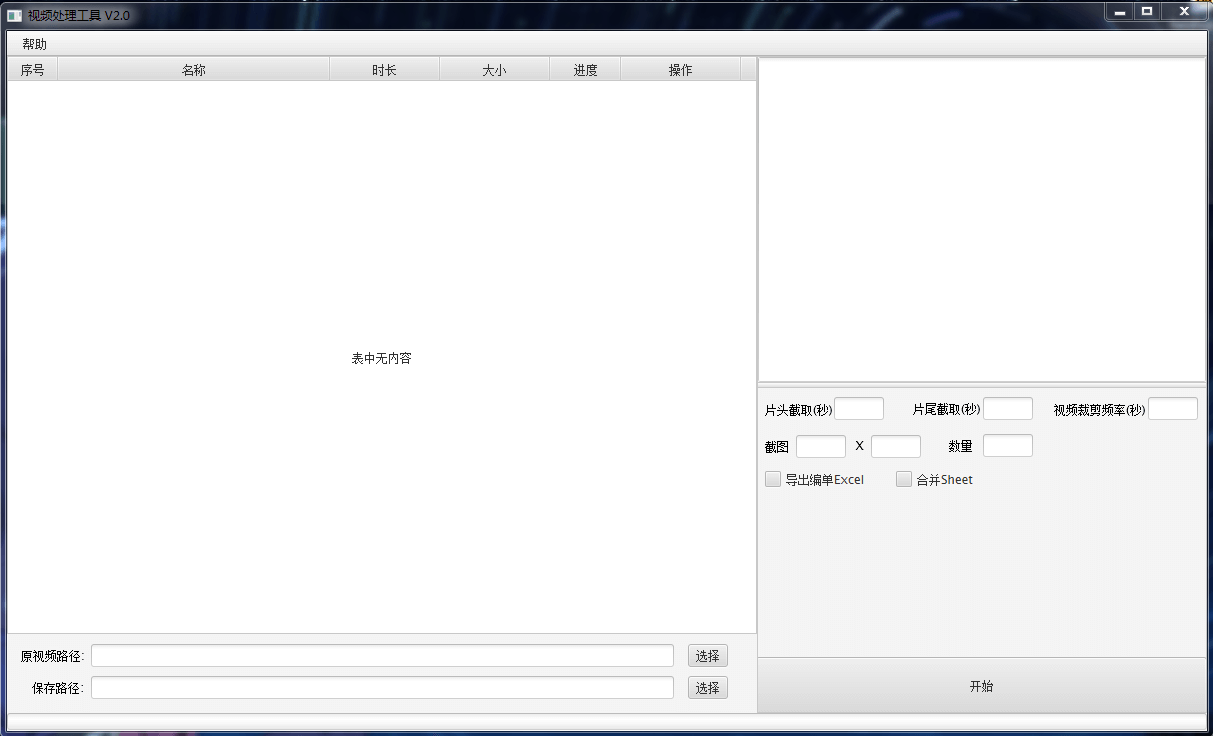 视频处理工具 V2.0
帮助
序号 名称 时长 大小 进度 操作
表中无内容
片头截取(秒) 片尾截取(秒) 视频裁剪频率(秒)
截图 X 数量
导出编单Excel 合并Sheet
原视频路径: 选择
保存路径: 选择
开始